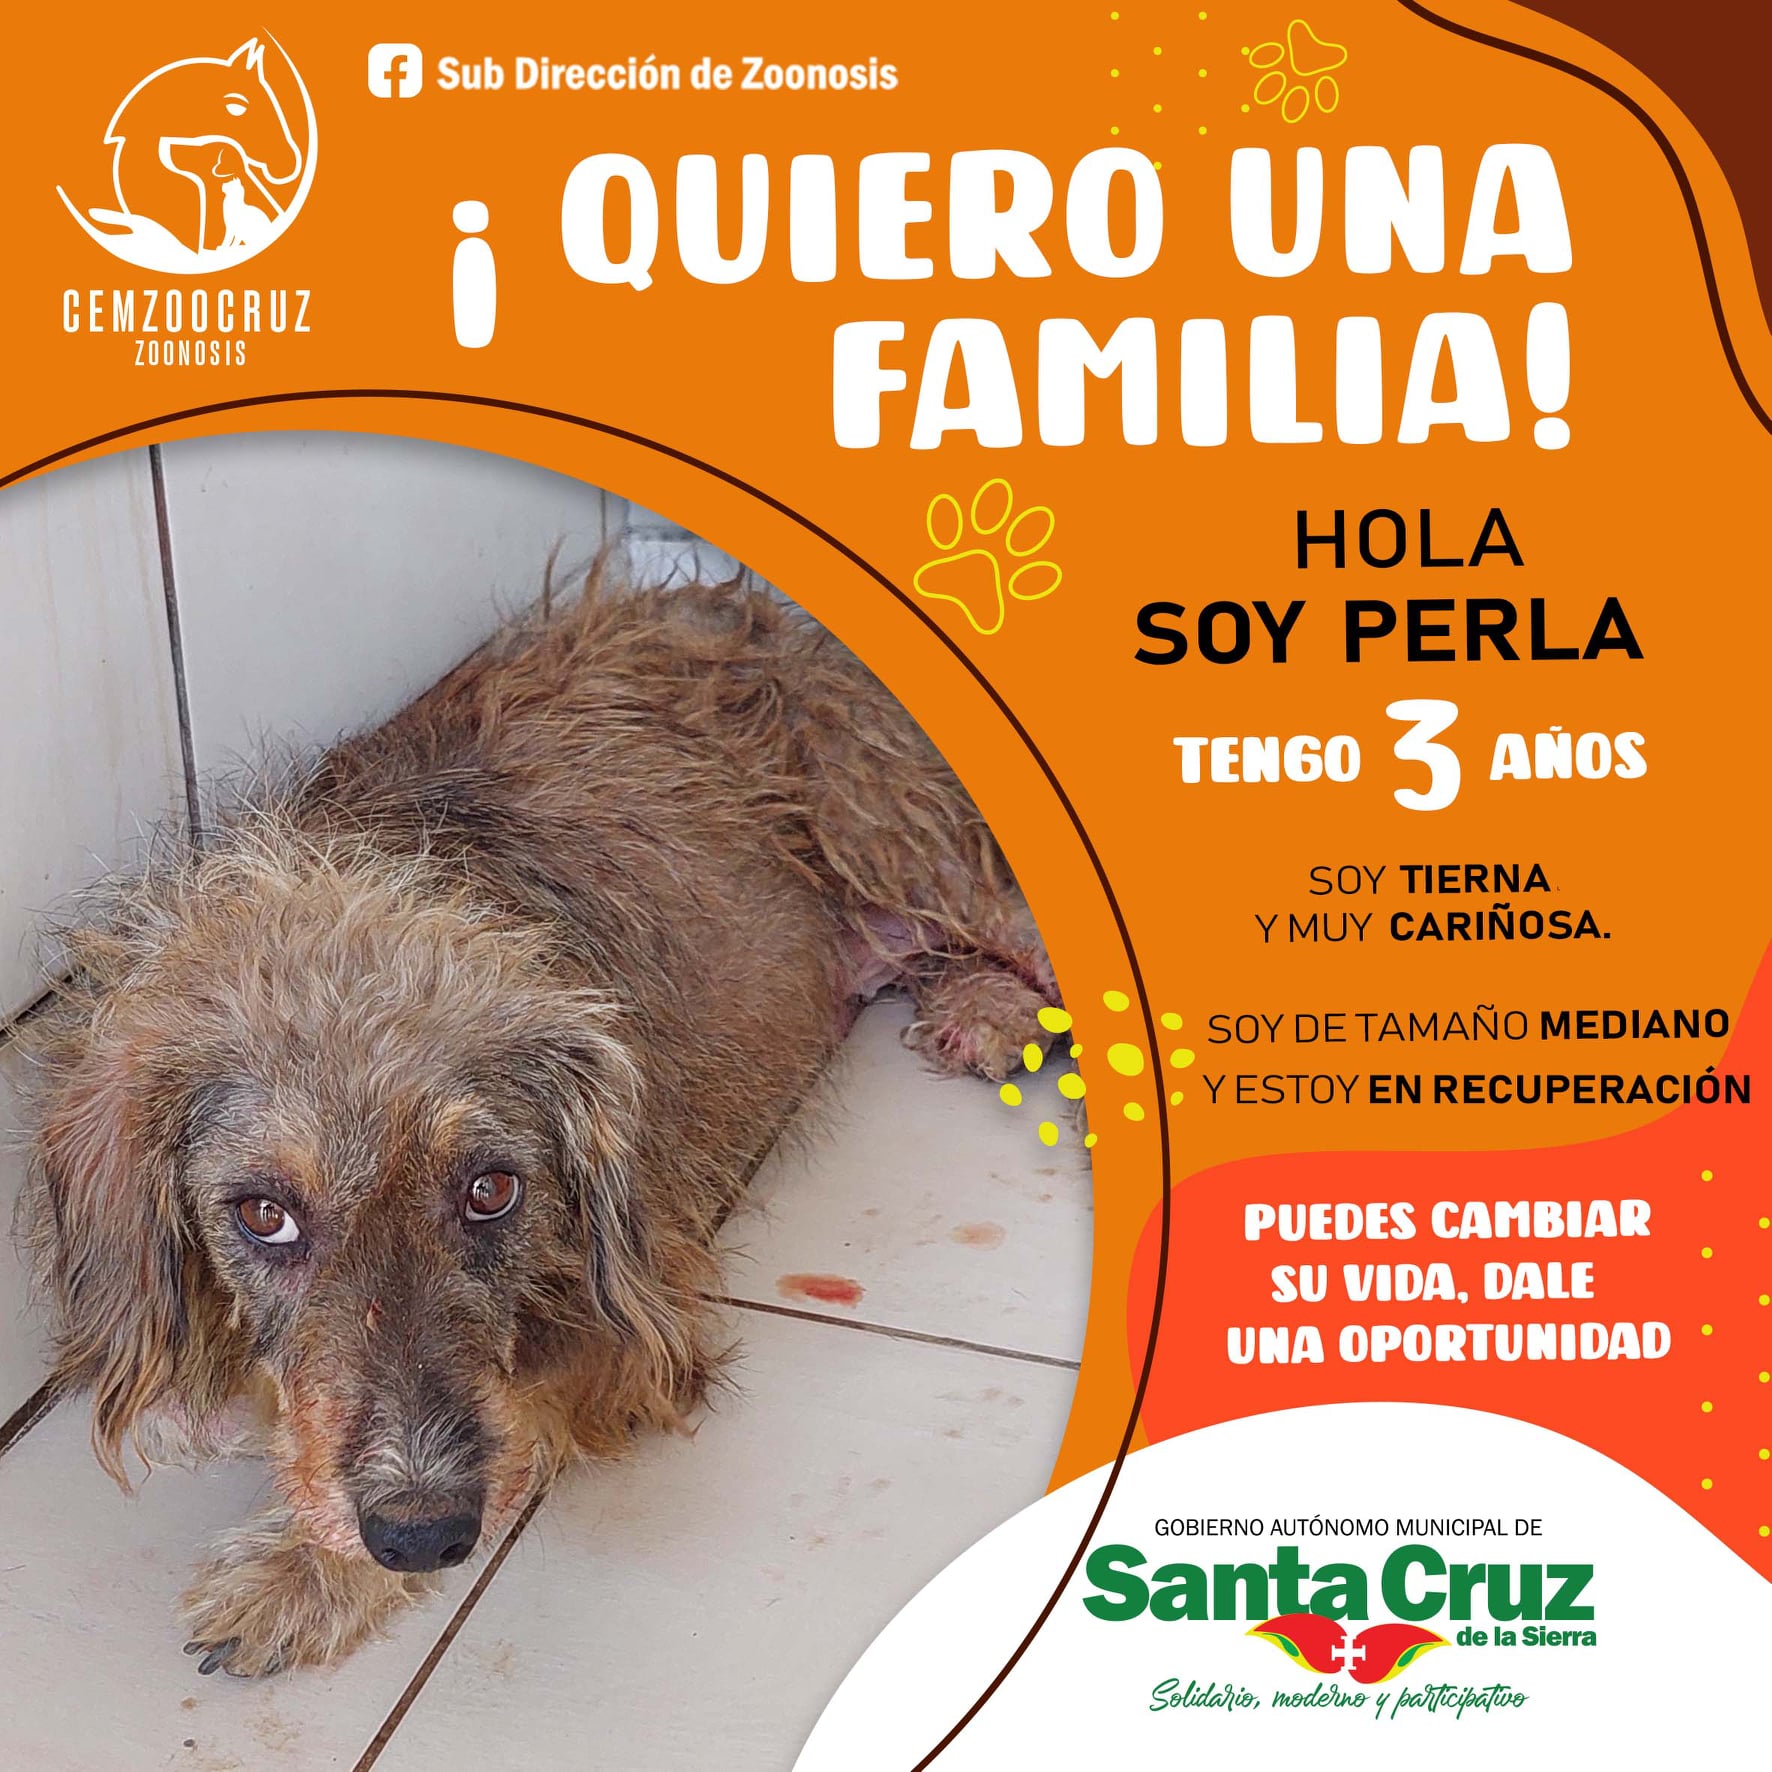 CEMZOOCRUZ
ZOONOSIS
Sub Dirección de Zoonosis
¡QUIERO UNA
FAMILIA!
HOLA
SOY PERLA
TENGO 3 AÑOS
SOY TIERNA.
Y MUY CARIÑOSA.
SOY DE TAMAÑO MEDIANO
Y ESTOY EN RECUPERACIÓN
PUEDES CAMBIAR
SU VIDA, DALE
UNA OPORTUNIDAD
GOBIERNO AUTÓNOMO MUNICIPAL DE
Santa Cruz
de la Sierra
Solidario, moderno y participativo